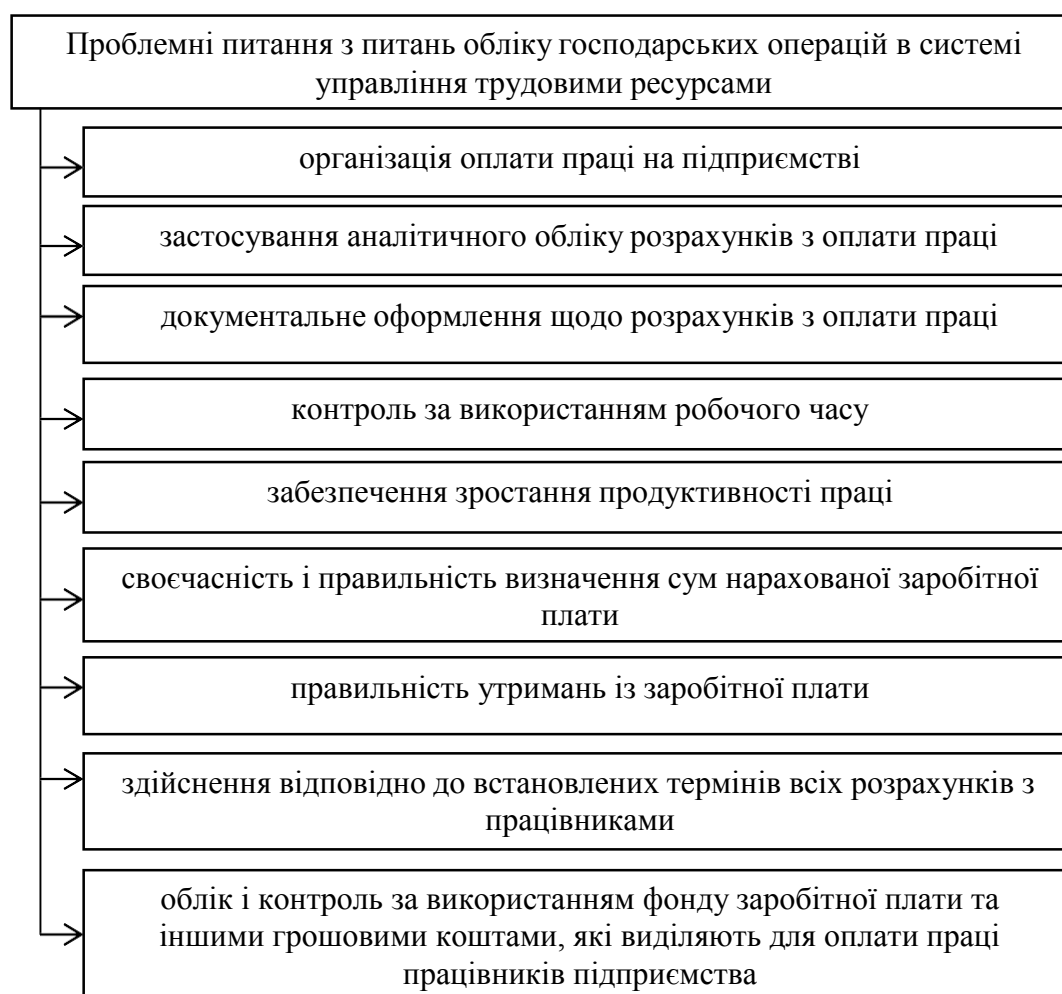 Проблемні питання з питань обліку господарських операцій в системі
управління трудовими ресурсами
організація оплати праці на підприємстві
застосування аналітичного обліку розрахунків з оплати праці
документальне оформлення щодо розрахунків з оплати праці
контроль за використанням робочого часу
забезпечення зростання продуктивності праці
своєчасність і правильність визначення сум нарахованої заробітної
плати
правильність утримань із заробітної плати
здійснення відповідно до встановлених термінів всіх розрахунків з
працівниками
облік і контроль за використанням фонду заробітної плати та
іншими грошовими коштами, які виділяють для оплати праці
працівників підприємства